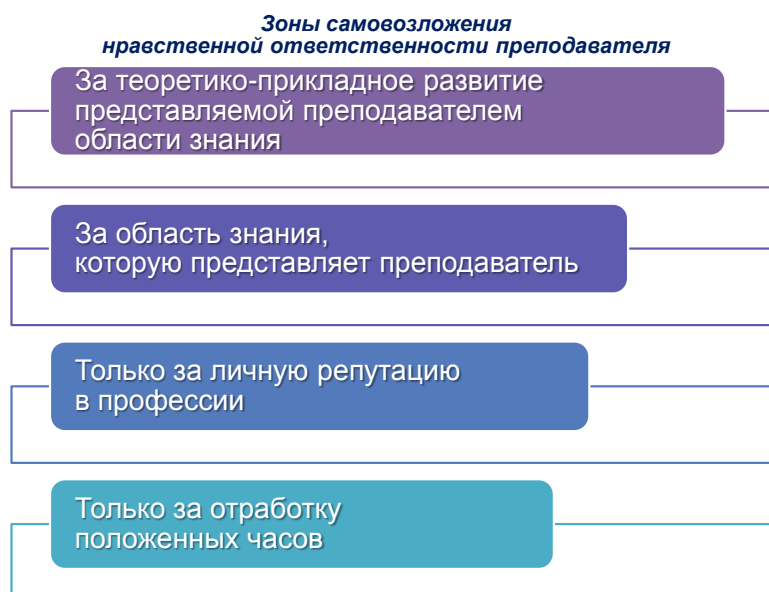 Зоны самовозложения
нравственной ответственности преподавателя
За теоретико-прикладное развитие
представляемой преподавателем
области знания
За область знания,
которую представляет преподаватель
Только за личную репутацию
в профессии
Только за отработку
положенных часов